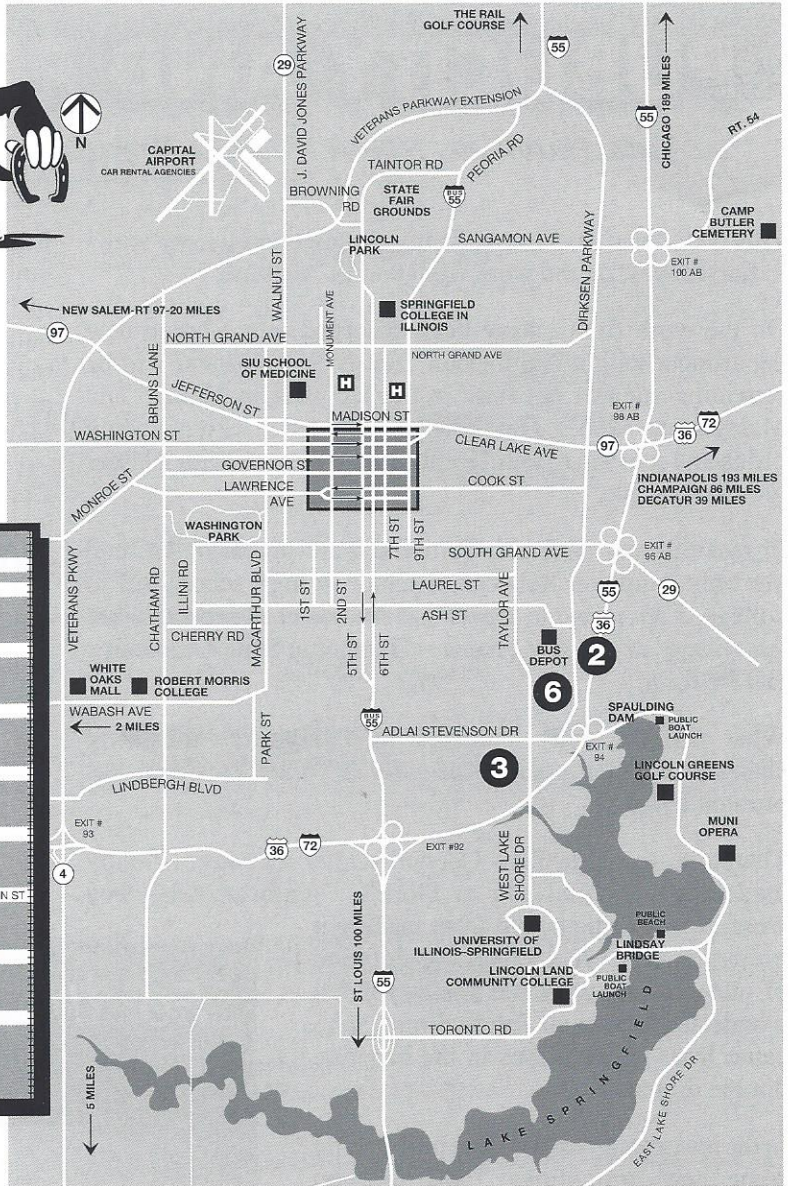 THE RAIL
GOLF COURSE
55
29
J. DAVID JONES PARKWAY
CHICAGO 189 MILES
55
VETERANS PARKWAY EXTENSION
RT. 54
N
CAPITAL
AIRPORT
CAR RENTAL AGENCIES
TAINTOR RD
PEORIA RD
BROWNING
RD
STATE
FAIR
GROUNDS
BUS
55
CAMP
BUTLER
CEMETERY
LINCOLN
PARK
SANGAMON AVE
DIRKSEN PARKWAY
EXIT #
100 AB
WALNUT ST
NEW SALEM-RT 97-20 MILES
MONUMENT AVE
SPRINGFIELD
COLLEGE IN
ILLINOIS
97
NORTH GRAND AVE
NORTH GRAND AVE
BRUNS LANE
SIU SCHOOL
OF MEDICINE
H
H
JEFFERSON ST
MADISON ST
EXIT #
98 AB
36
72
WASHINGTON ST
CLEAR LAKE AVE
97
GOVERNOR ST
INDIANAPOLIS 193 MILES
CHAMPAIGN 86 MILES
DECATUR 39 MILES
MONROE ST
LAWRENCE
AVE
COOK ST
WASHINGTON
PARK
7TH ST
9TH ST
SOUTH GRAND AVE
EXIT #
96 AB
VETERANS PKWY
CHATHAM RD
ILLINI RD
MACARTHUR BLVD
1ST ST
2ND ST
LAUREL ST
TAYLOR AVE
55
29
ASH ST
36
CHERRY RD
5TH ST
6TH ST
BUS
DEPOT
2
WHITE
OAKS
MALL
ROBERT MORRIS
COLLEGE
6
WABASH AVE
2 MILES
PARK ST
BUS
55
ADLAI STEVENSON DR
SPAULDING
DAM
PUBLIC
BOAT
LAUNCH
EXIT #
94
3
LINCOLN GREENS
GOLF COURSE
LINDBERGH BLVD
MUNI
OPERA
EXIT #
93
36
72
EXIT #92
4
WEST LAKE
SHORE DR
N ST
ST LOUIS 100 MILES
PUBLIC
BEACH
UNIVERSITY OF
ILLINOIS–SPRINGFIELD
LINDSAY
BRIDGE
LINCOLN LAND
COMMUNITY COLLEGE
PUBLIC
BOAT
LAUNCH
55
TORONTO RD
LAKE SPRINGFIELD
EAST LAKE SHORE DR
5 MILES